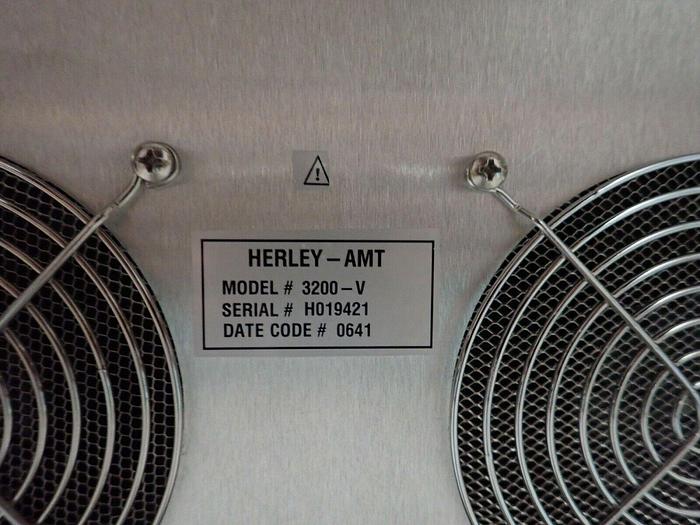 HERLEY–AMT
MODEL # 3200–V
SERIAL # H019421
DATE CODE # 0641